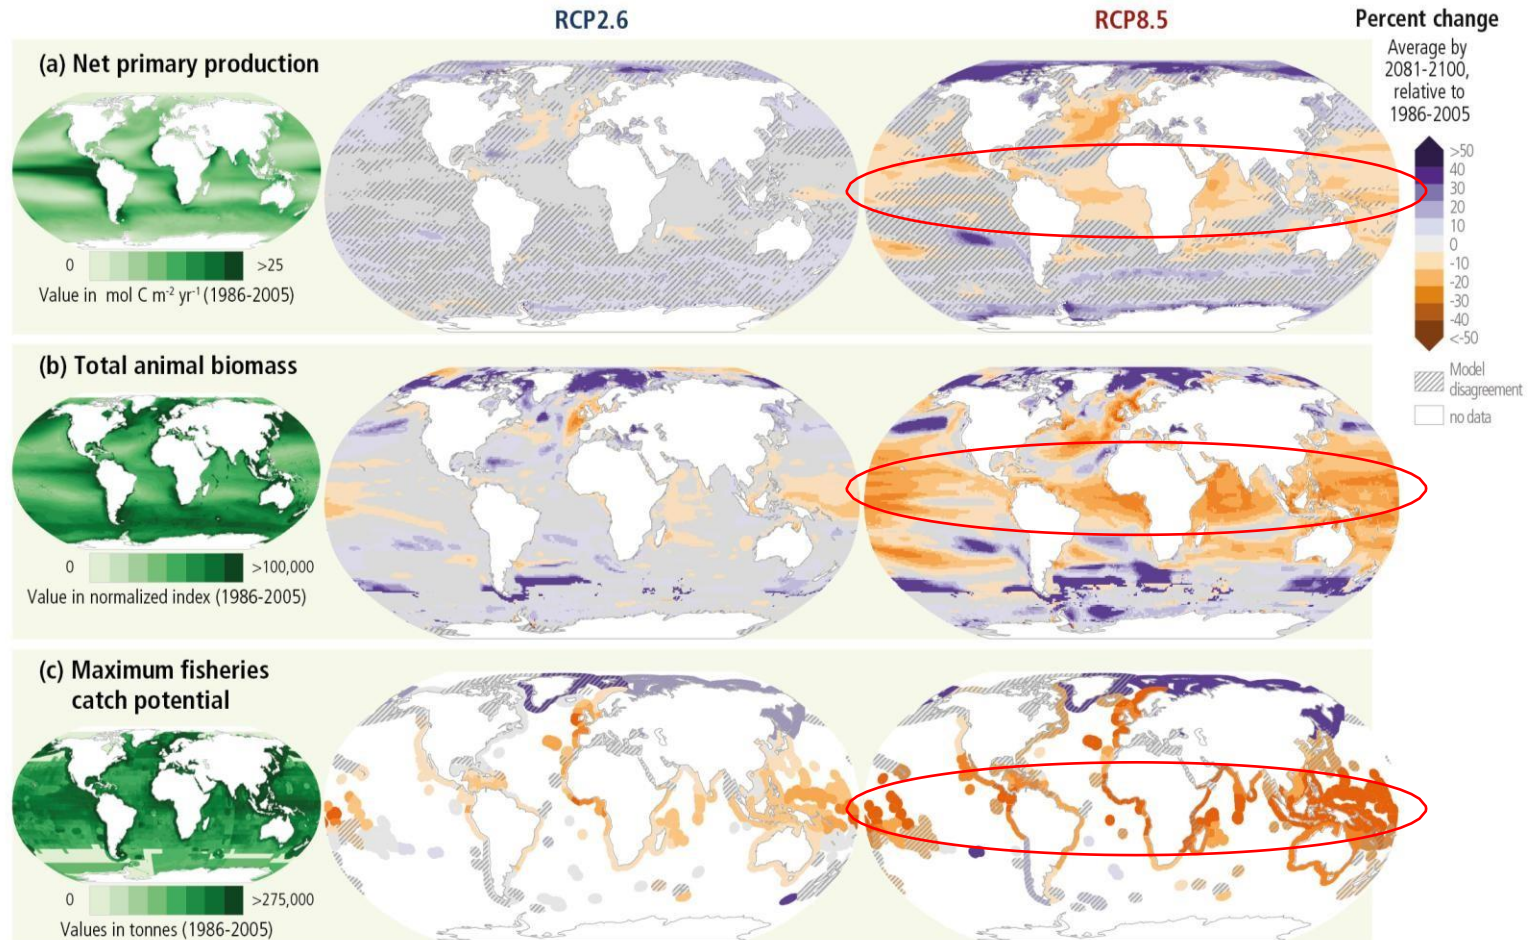 RCP2.6
RCP8.5
Percent change
Average by
2081-2100,
relative to
1986-2005
>50
40
30
20
10
0
-10
-20
-30
-40
<-50
Model
disagreement
no data
(a) Net primary production
0
>25
Value in mol C m⁻² yr⁻¹ (1986-2005)
(b) Total animal biomass
0
>100,000
Value in normalized index (1986-2005)
(c) Maximum fisheries
catch potential
0
>275,000
Values in tonnes (1986-2005)